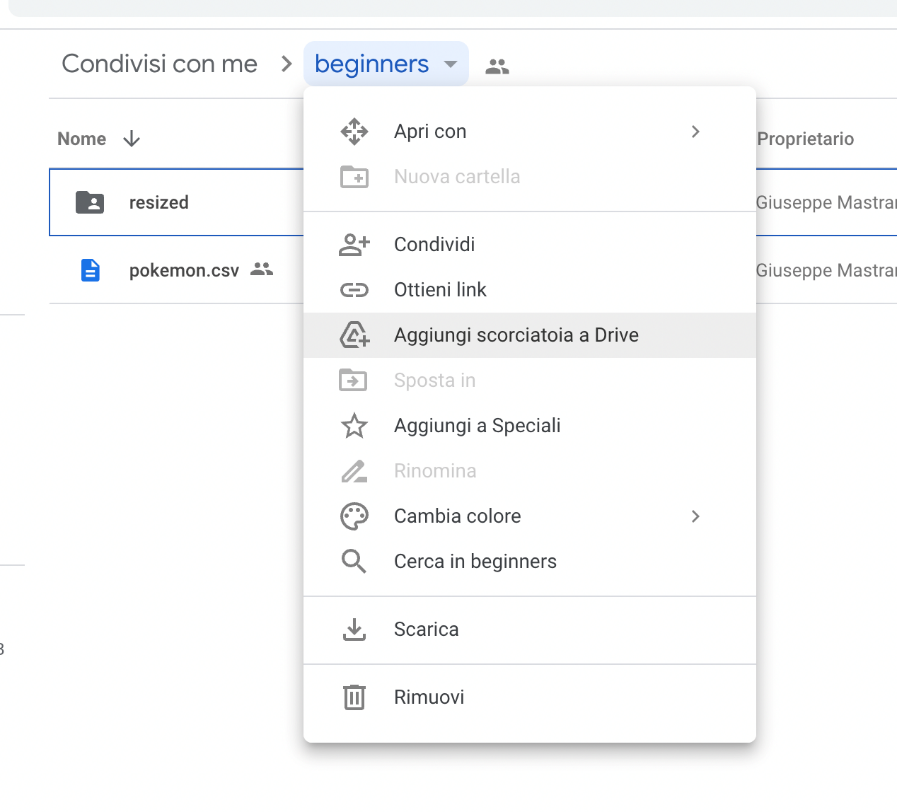 Condivisi con me > beginners
Nome
Proprietario
resized
Giuseppe Mastra
pokemon.csv
Giuseppe Mastra
Apri con
Nuova cartella
Condividi
Ottieni link
Aggiungi scorciatoia a Drive
Sposta in
Aggiungi a Speciali
Rinomina
Cambia colore
Cerca in beginners
Scarica
Rimuovi